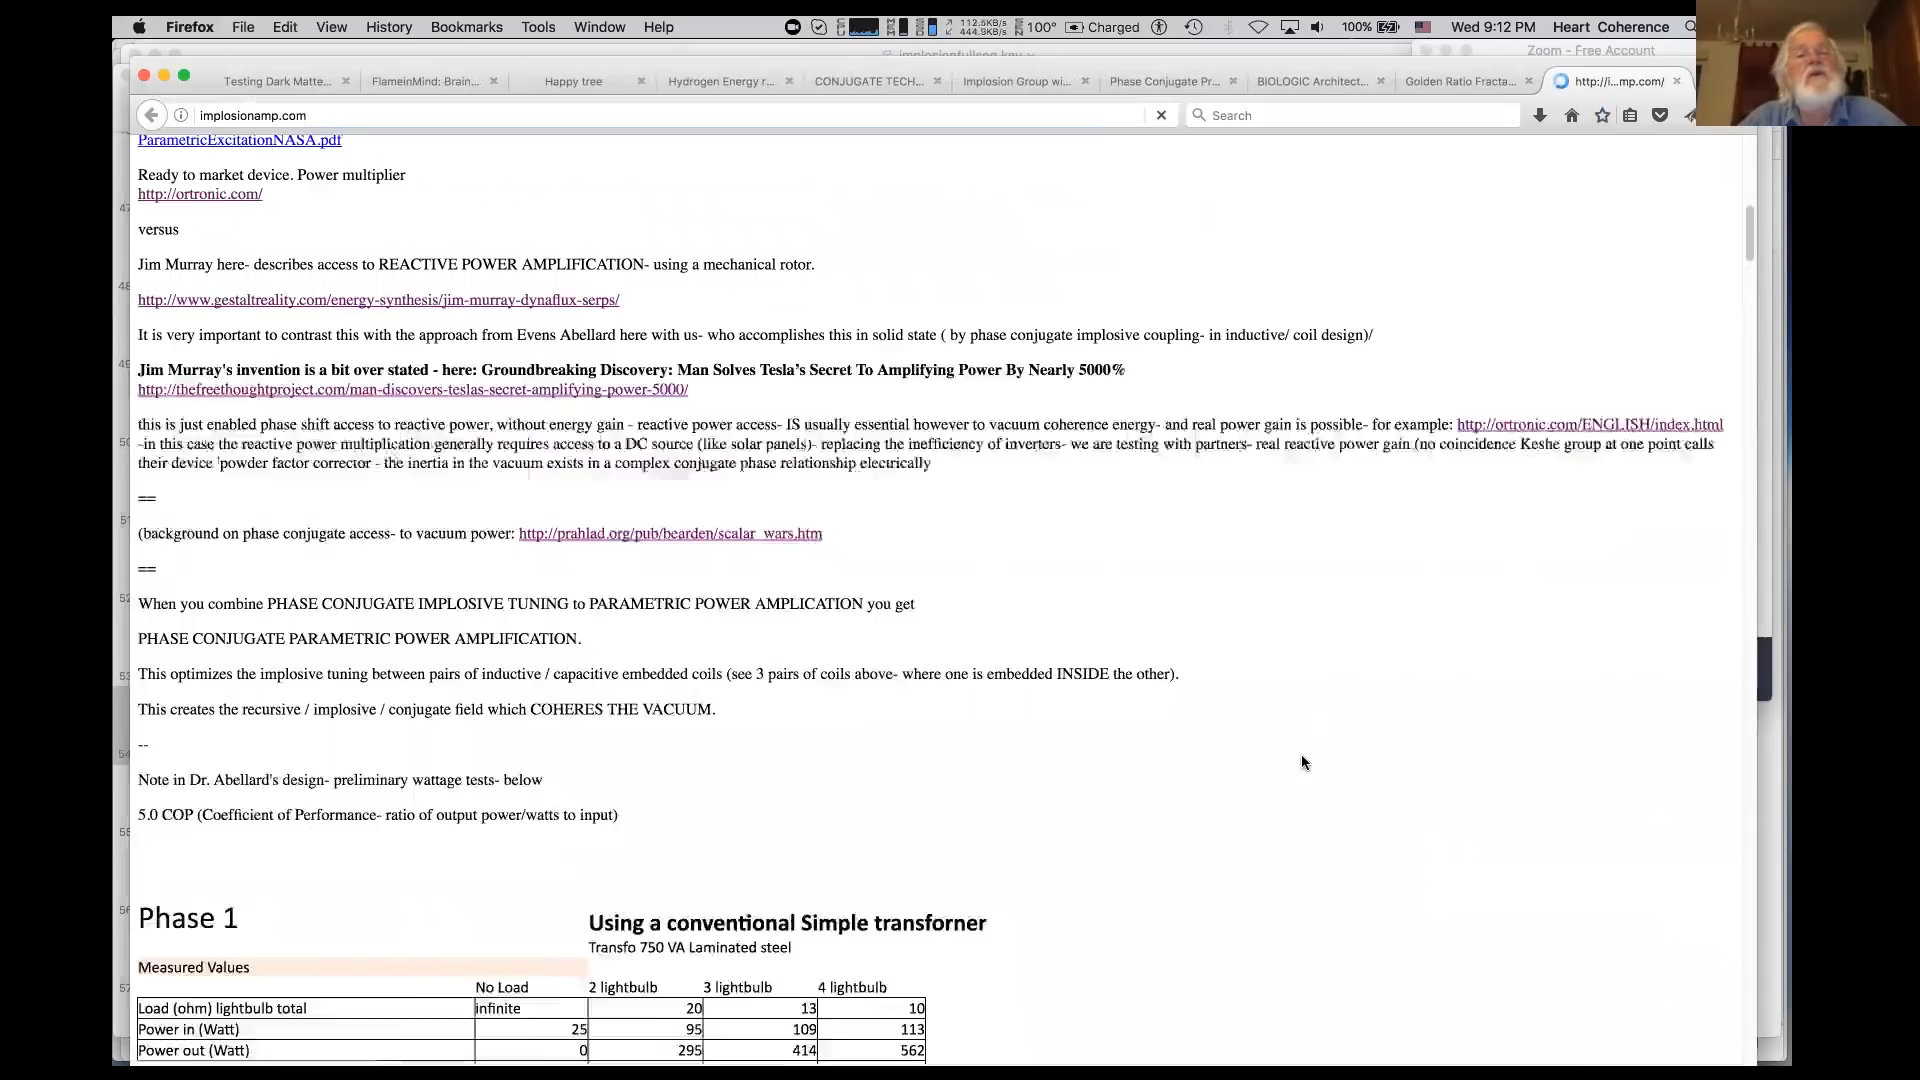 Firefox File Edit View History Bookmarks Tools Window Help 112.5KB/s 444.9KB/s 100° Charged 100% Wed 9:12 PM Heart Coherence
Zoom - Free Account
Testing Dark Matte... FlameinMind: Brain... Happy tree Hydrogen Energy r... CONJUGATE TECH... Implosion Group wi... Phase Conjugate Pr... BIOLOGIC Architect... Golden Ratio Fracta... http://i...mp.com/
implosionamp.com Search
ParametricExcitationNASA.pdf
Ready to market device. Power multiplier
http://ortronic.com/
versus
Jim Murray here- describes access to REACTIVE POWER AMPLIFICATION- using a mechanical rotor.
http://www.gestaltreality.com/energy-synthesis/jim-murray-dynaflux-serps/
It is very important to contrast this with the approach from Evens Abellard here with us- who accomplishes this in solid state ( by phase conjugate implosive coupling- in inductive/ coil design)/
Jim Murray's invention is a bit over stated - here: Groundbreaking Discovery: Man Solves Tesla’s Secret To Amplifying Power By Nearly 5000%
http://thefreethoughtproject.com/man-discovers-teslas-secret-amplifying-power-5000/
this is just enabled phase shift access to reactive power, without energy gain - reactive power access- IS usually essential however to vacuum coherence energy- and real power gain is possible- for example: http://ortronic.com/ENGLISH/index.html
-in this case the reactive power multiplication generally requires access to a DC source (like solar panels)- replacing the inefficiency of inverters- we are testing with partners- real reactive power gain (no coincidence Keshe group at one point calls
their device 'powder factor corrector - the inertia in the vacuum exists in a complex conjugate phase relationship electrically
==
(background on phase conjugate access- to vacuum power: http://prahlad.org/pub/bearden/scalar_wars.htm
==
When you combine PHASE CONJUGATE IMPLOSIVE TUNING to PARAMETRIC POWER AMPLICATION you get
PHASE CONJUGATE PARAMETRIC POWER AMPLIFICATION.
This optimizes the implosive tuning between pairs of inductive / capacitive embedded coils (see 3 pairs of coils above- where one is embedded INSIDE the other).
This creates the recursive / implosive / conjugate field which COHERES THE VACUUM.
--
Note in Dr. Abellard's design- preliminary wattage tests- below
5.0 COP (Coefficient of Performance- ratio of output power/watts to input)
Phase 1
Using a conventional Simple transforner
Transfo 750 VA Laminated steel
Measured Values
No Load 2 lightbulb 3 lightbulb 4 lightbulb
Load (ohm) lightbulb total infinite 20 13 10
Power in (Watt) 25 95 109 113
Power out (Watt) 0 295 414 562